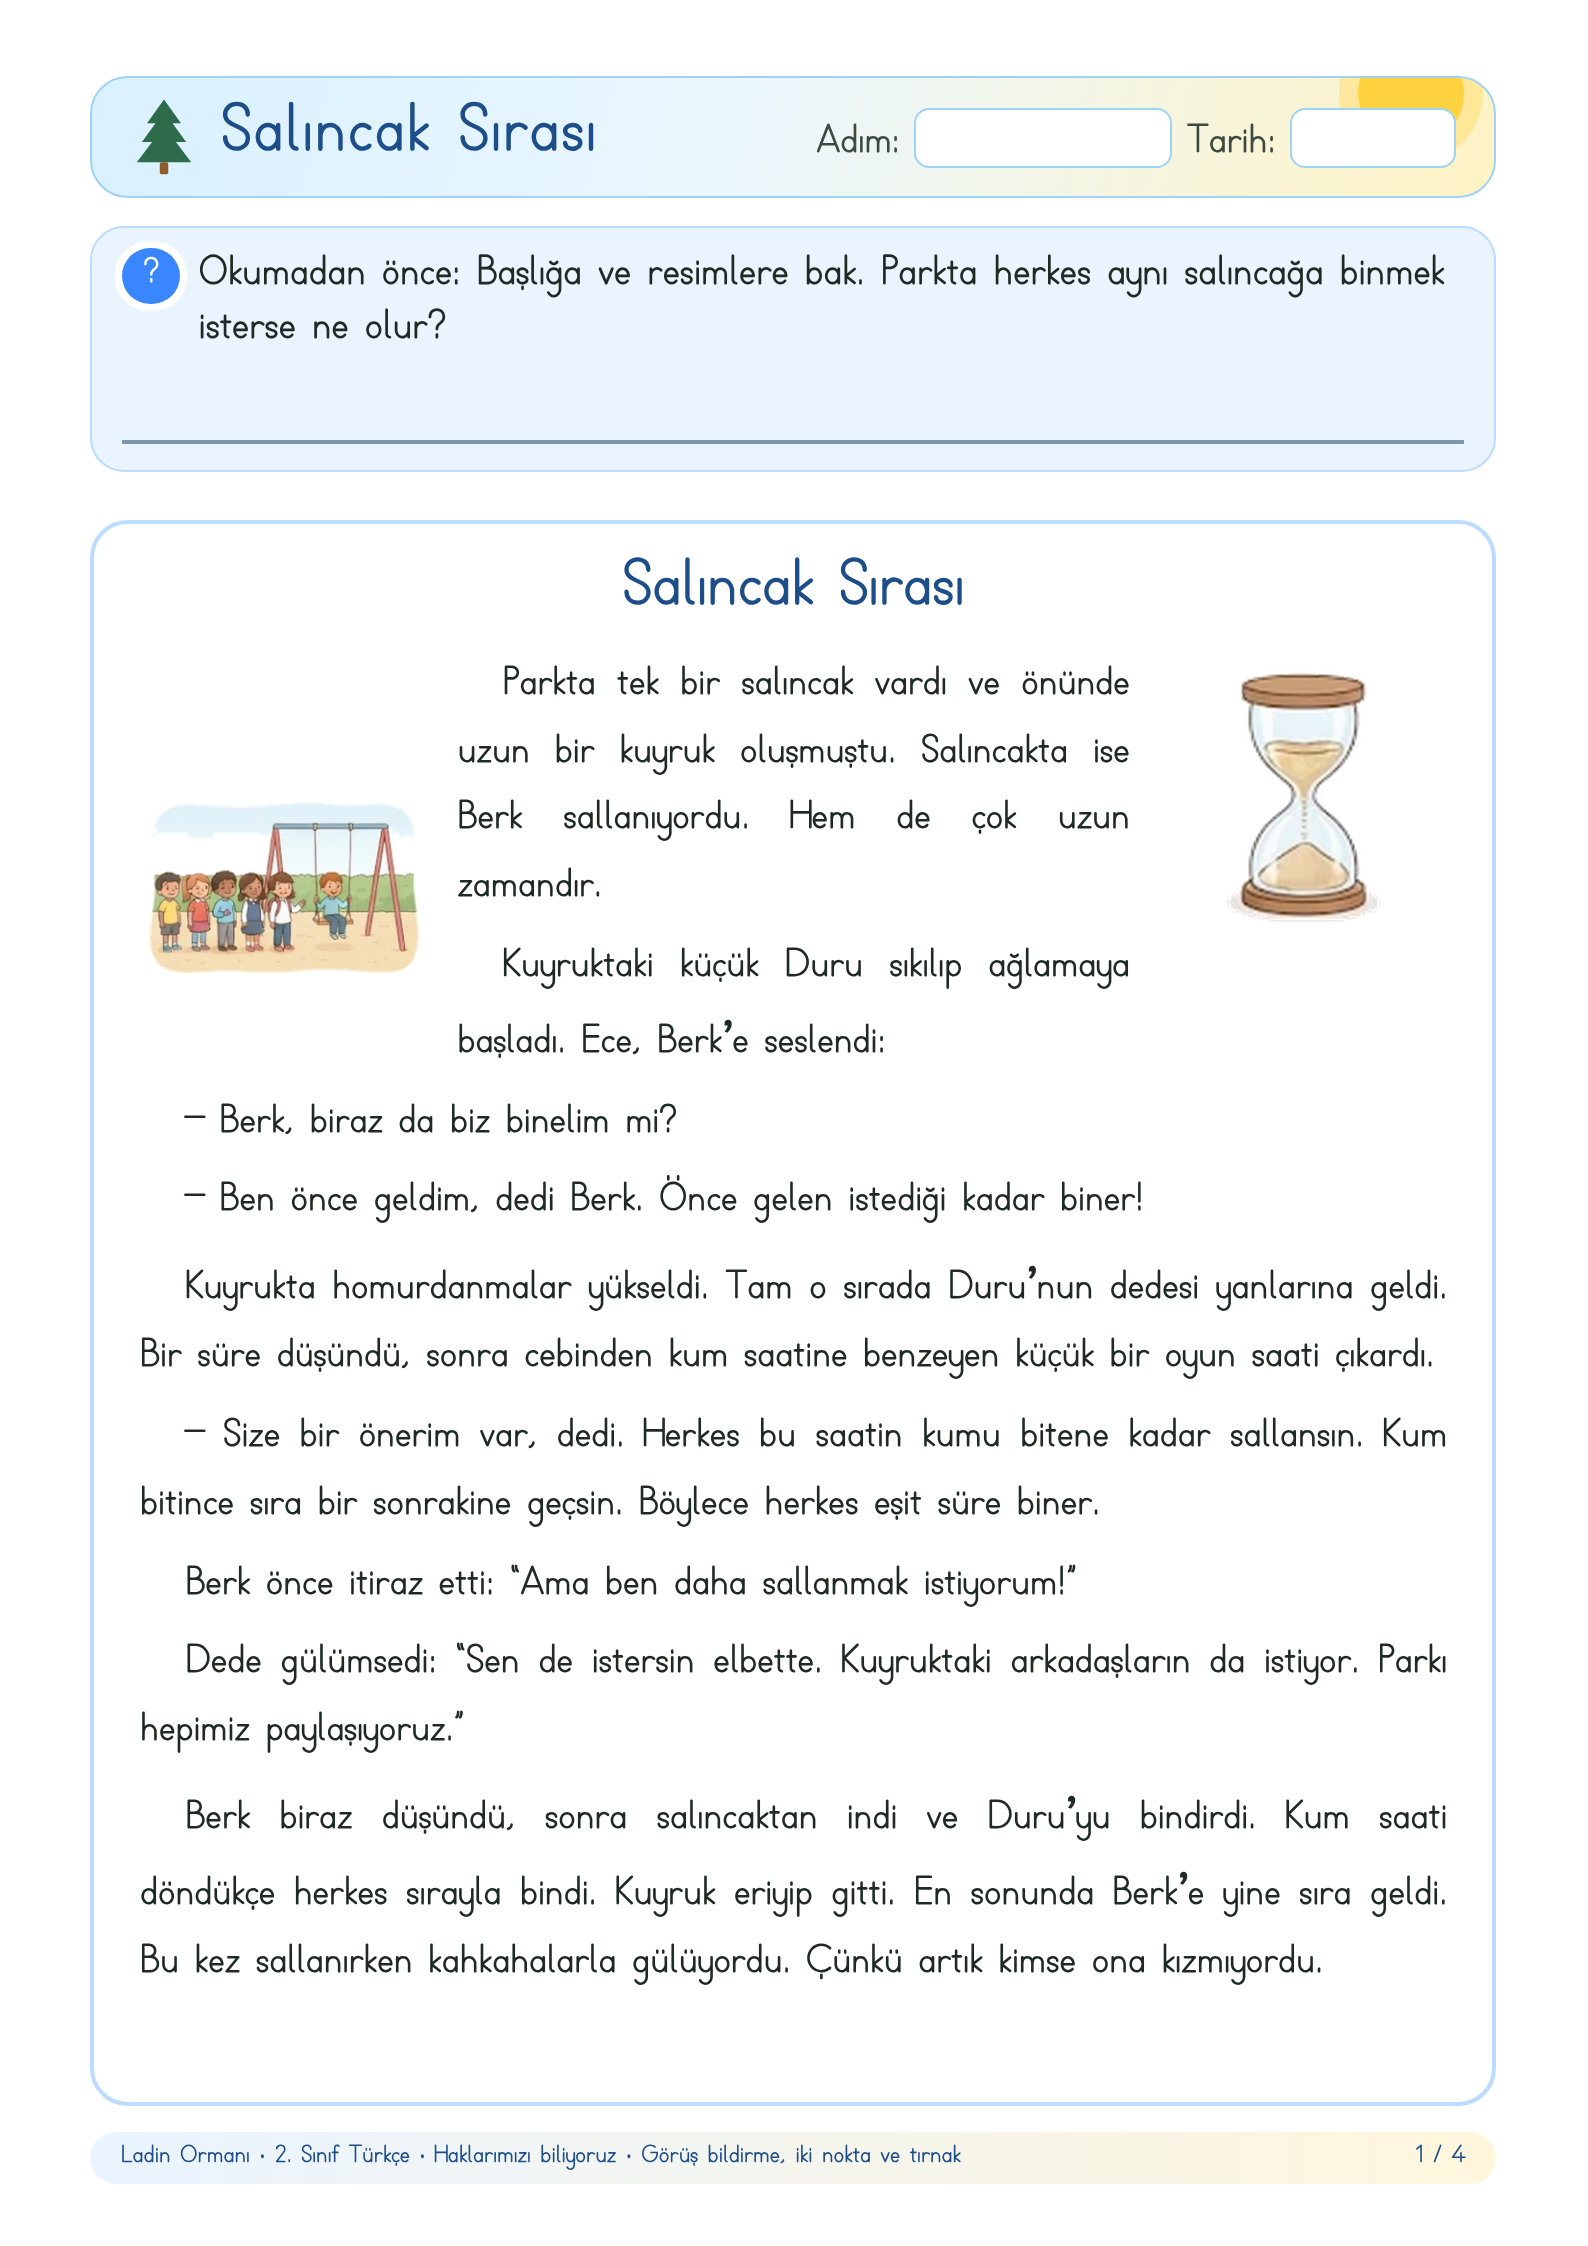 Salıncak Sırası
Adım:
Tarih:
?
Okumadan önce: Başlığa ve resimlere bak. Parkta herkes aynı salıncağa binmek
isterse ne olur?
Salıncak Sırası
Parkta tek bir salıncak vardı ve önünde
uzun bir kuyruk oluşmuştu. Salıncakta ise
Berk sallanıyordu. Hem de çok uzun
zamandır.
Kuyruktaki küçük Duru sıkılıp ağlamaya
başladı. Ece, Berk’e seslendi:
– Berk, biraz da biz binelim mi?
– Ben önce geldim, dedi Berk. Önce gelen istediği kadar biner!
Kuyrukta homurdanmalar yükseldi. Tam o sırada Duru’nun dedesi yanlarına geldi.
Bir süre düşündü, sonra cebinden kum saatine benzeyen küçük bir oyun saati çıkardı.
– Size bir önerim var, dedi. Herkes bu saatin kumu bitene kadar sallansın. Kum
bitince sıra bir sonrakine geçsin. Böylece herkes eşit süre biner.
Berk önce itiraz etti: “Ama ben daha sallanmak istiyorum!”
Dede gülümsedi: “Sen de istersin elbette. Kuyruktaki arkadaşların da istiyor. Parkı
hepimiz paylaşıyoruz.”
Berk biraz düşündü, sonra salıncaktan indi ve Duru’yu bindirdi. Kum saati
döndükçe herkes sırayla bindi. Kuyruk eriyip gitti. En sonunda Berk’e yine sıra geldi.
Bu kez sallanırken kahkahalarla gülüyordu. Çünkü artık kimse ona kızmıyordu.
Ladin Ormanı • 2. Sınıf Türkçe • Haklarımızı biliyoruz • Görüş bildirme, iki nokta ve tırnak
1 / 4